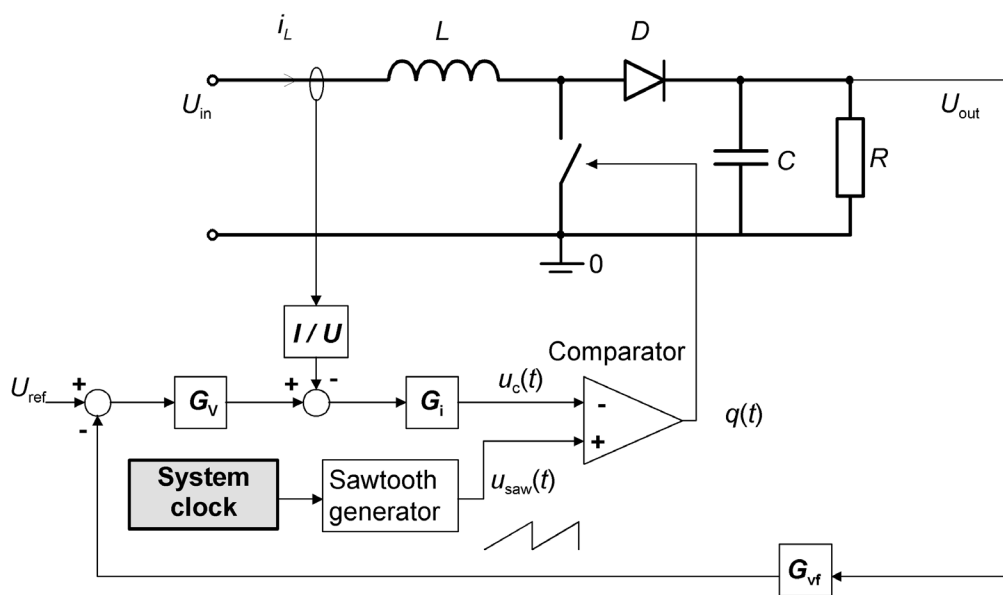 i_L
L
D
U_in
U_out
C
R
0
I / U
Comparator
U_ref
+
-
G_v
+
-
G_i
u_c(t)
-
+
q(t)
System
clock
Sawtooth
generator
u_saw(t)
G_vf